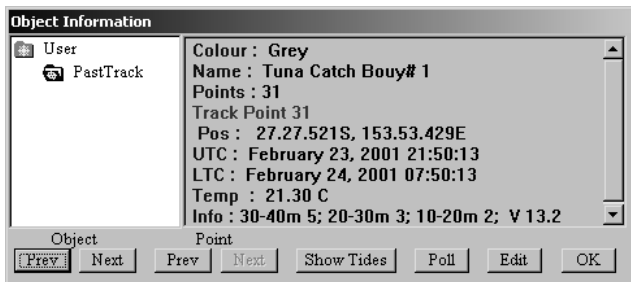 Object Information
User
PastTrack
Colour : Grey
Name : Tuna Catch Bouy# 1
Points : 31
Track Point 31
Pos : 27.27.521S, 153.53.429E
UTC : February 23, 2001 21:50:13
LTC : February 24, 2001 07:50:13
Temp : 21.30 C
Info : 30-40m 5; 20-30m 3; 10-20m 2; V 13.2
Object Point
Prev Next Prev Next Show Tides Poll Edit OK